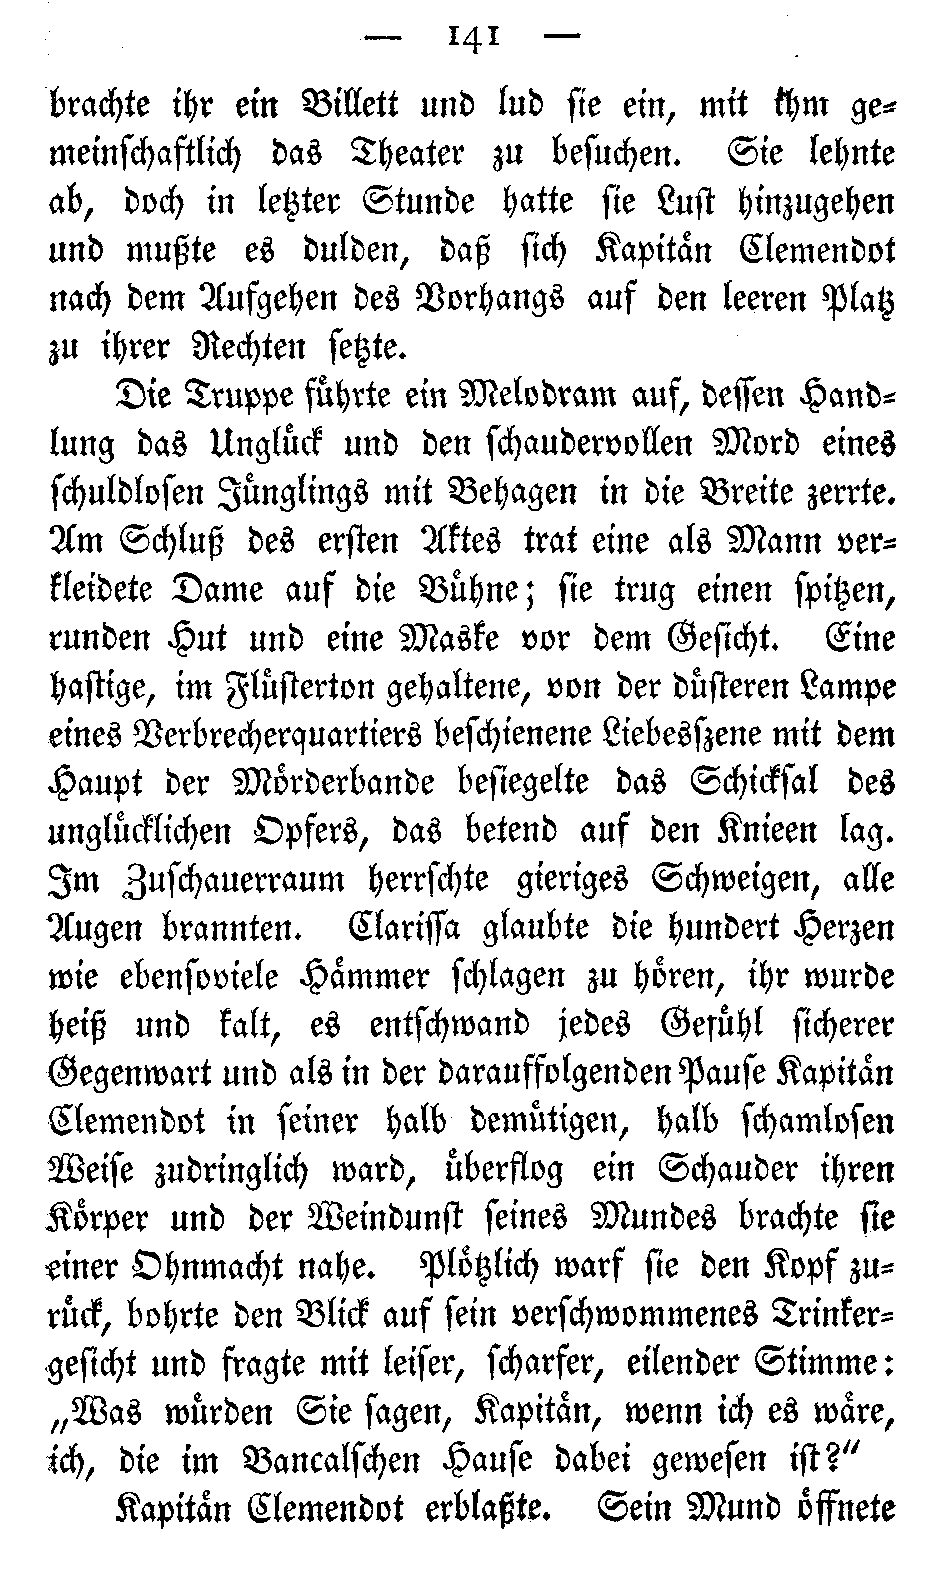 — 141 —
brachte ihr ein Billett und lud sie ein, mit ihm ge-
meinschaftlich das Theater zu besuchen. Sie lehnte
ab, doch in letzter Stunde hatte sie Lust hinzugehen
und mußte es dulden, daß sich Kapitän Clemendot
nach dem Aufgehen des Vorhangs auf den leeren Platz
zu ihrer Rechten setzte.
Die Truppe führte ein Melodram auf, dessen Hand-
lung das Unglück und den schaudervollen Mord eines
schuldlosen Jünglings mit Behagen in die Breite zerrte.
Am Schluß des ersten Aktes trat eine als Mann ver-
kleidete Dame auf die Bühne; sie trug einen spitzen,
runden Hut und eine Maske vor dem Gesicht. Eine
hastige, im Flüsterton gehaltene, von der düsteren Lampe
eines Verbrecherquartiers beschienene Liebesszene mit dem
Haupt der Mörderbande besiegelte das Schicksal des
unglücklichen Opfers, das betend auf den Knieen lag.
Im Zuschauerraum herrschte gieriges Schweigen, alle
Augen brannten. Clarissa glaubte die hundert Herzen
wie ebensoviele Hämmer schlagen zu hören, ihr wurde
heiß und kalt, es entschwand jedes Gefühl sicherer
Gegenwart und als in der darauffolgenden Pause Kapitän
Clemendot in seiner halb demütigen, halb schamlosen
Weise zudringlich ward, überflog ein Schauder ihren
Körper und der Weindunst seines Mundes brachte sie
einer Ohnmacht nahe. Plötzlich warf sie den Kopf zu-
rück, bohrte den Blick auf sein verschwommenes Trinker-
gesicht und fragte mit leiser, scharfer, eilender Stimme:
„Was würden Sie sagen, Kapitän, wenn ich es wäre,
ich, die im Bancalschen Hause dabei gewesen ist?“
Kapitän Clemendot erblaßte. Sein Mund öffnete